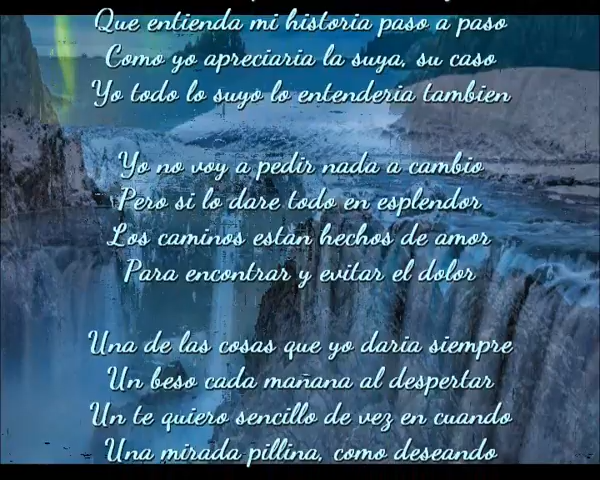 Que entienda mi historia paso a paso
Como yo apreciaria la suya, su caso
Yo todo lo suyo lo entenderia tambien
Yo no voy a pedir nada a cambio
Pero si lo dare todo en esplendor
Los caminos estan hechos de amor
Para encontrar y evitar el dolor
Una de las cosas que yo daria siempre
Un beso cada mañana al despertar
Un te quiero sencillo de vez en cuando
Una mirada pillina, como deseando